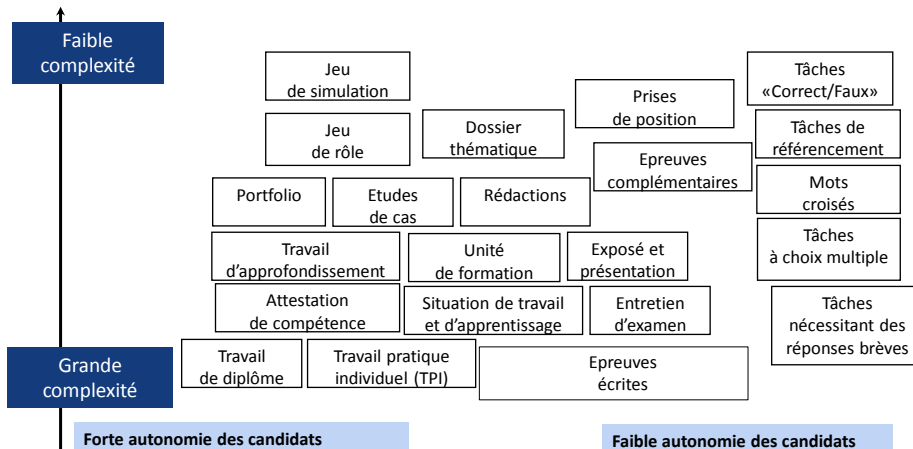 Faible
complexité
Jeu
de simulation
Tâches
«Correct/Faux»
Prises
de position
Jeu
de rôle
Dossier
thématique
Tâches de
référencement
Epreuves
complémentaires
Portfolio
Etudes
de cas
Rédactions
Mots
croisés
Travail
d'approfondissement
Unité
de formation
Exposé et
présentation
Tâches
à choix multiple
Attestation
de compétence
Situation de travail
et d'apprentissage
Entretien
d'examen
Tâches
nécessitant des
réponses brèves
Grande
complexité
Travail
de diplôme
Travail pratique
individuel (TPI)
Epreuves
écrites
Forte autonomie des candidats
Faible autonomie des candidats